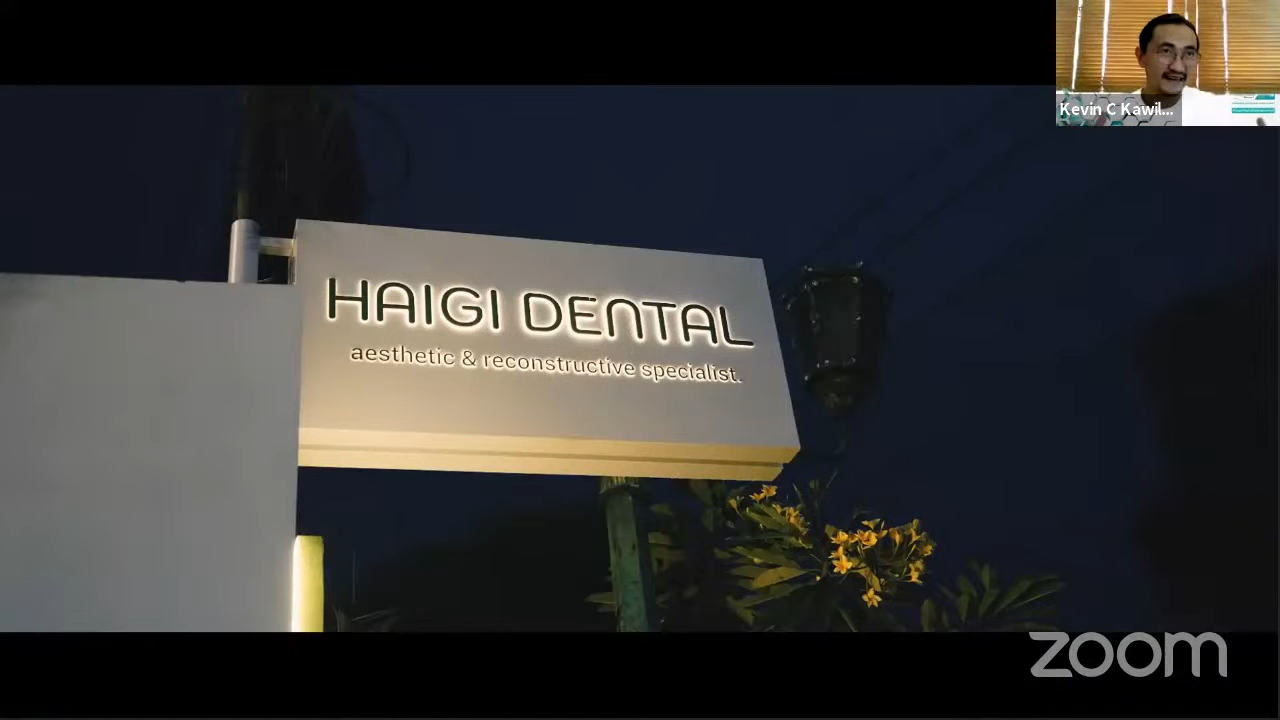 Kevin C Kawil...
HAIGI DENTAL
aesthetic & reconstructive specialist.
zoom